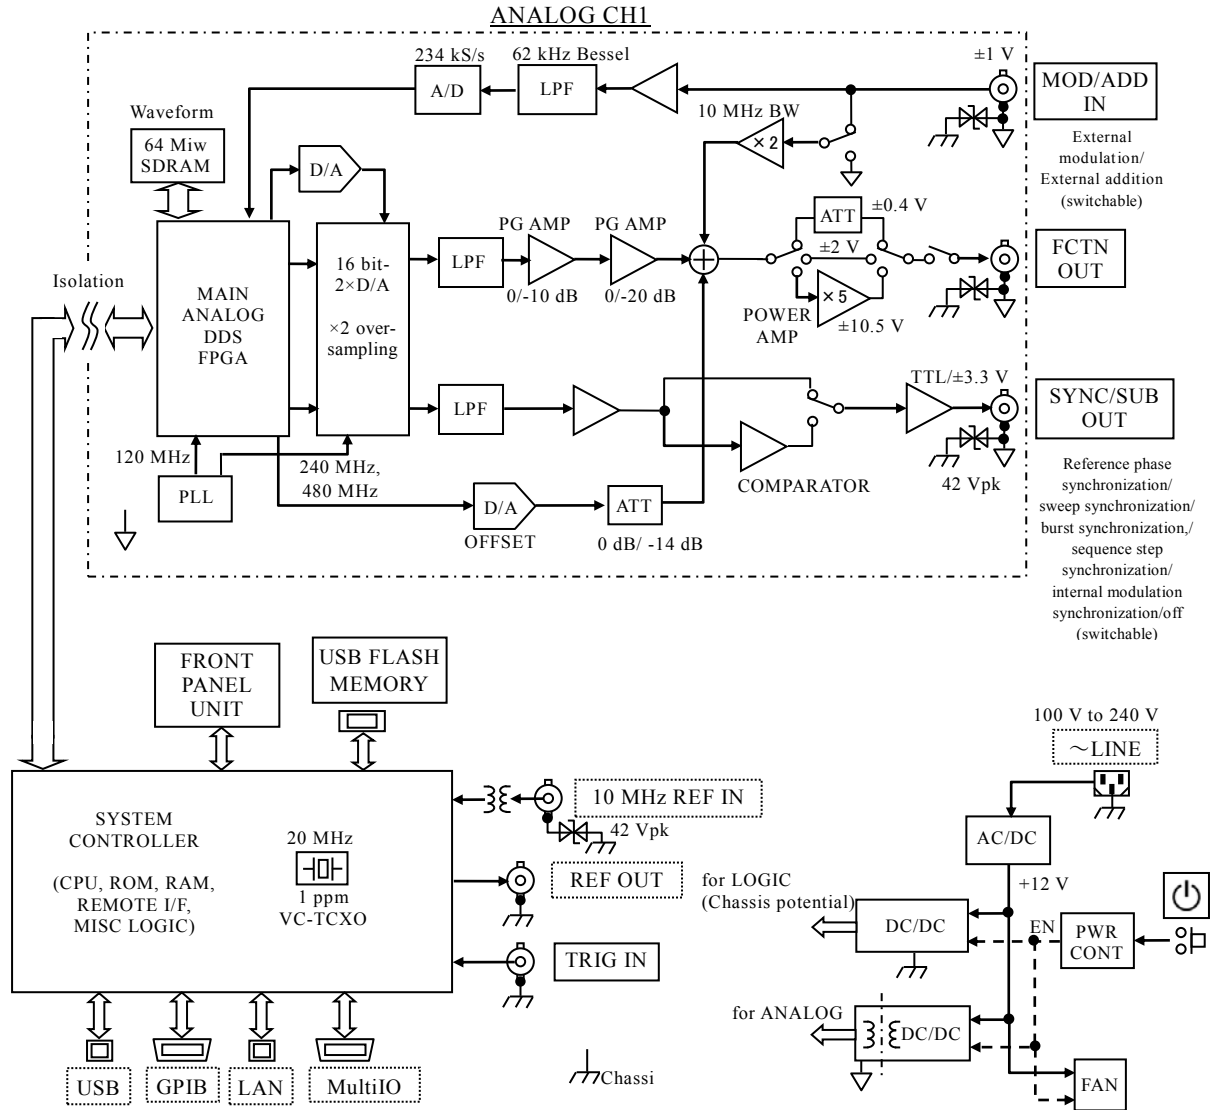 ANALOG CH1
234 kS/s
62 kHz Bessel
±1 V
A/D
LPF
MOD/ADD
IN
Waveform
10 MHz BW
64 Miw
SDRAM
×2
External
modulation/
External addition
(switchable)
D/A
ATT
±0.4 V
PG AMP
PG AMP
±2 V
FCTN
OUT
Isolation
LPF
16 bit-
2×D/A
×2 over-
sampling
MAIN
ANALOG
DDS
FPGA
0/-10 dB
0/-20 dB
×5
POWER
AMP
±10.5 V
TTL/±3.3 V
LPF
SYNC/SUB
OUT
120 MHz
240 MHz,
480 MHz
PLL
COMPARATOR
42 Vpk
D/A
ATT
OFFSET
0 dB/ -14 dB
Reference phase
synchronization/
sweep synchronization/
burst synchronization,/
sequence step
synchronization/
internal modulation
synchronization/off
(switchable)
FRONT
PANEL
UNIT
USB FLASH
MEMORY
100 V to 240 V
～LINE
SYSTEM
CONTROLLER
(CPU, ROM, RAM,
REMOTE I/F,
MISC LOGIC)
20 MHz
1 ppm
VC-TCXO
10 MHz REF IN
42 Vpk
AC/DC
REF OUT
+12 V
for LOGIC
(Chassis potential)
DC/DC
EN
PWR
CONT
TRIG IN
for ANALOG
DC/DC
USB
GPIB
LAN
MultiIO
Chassi
FAN